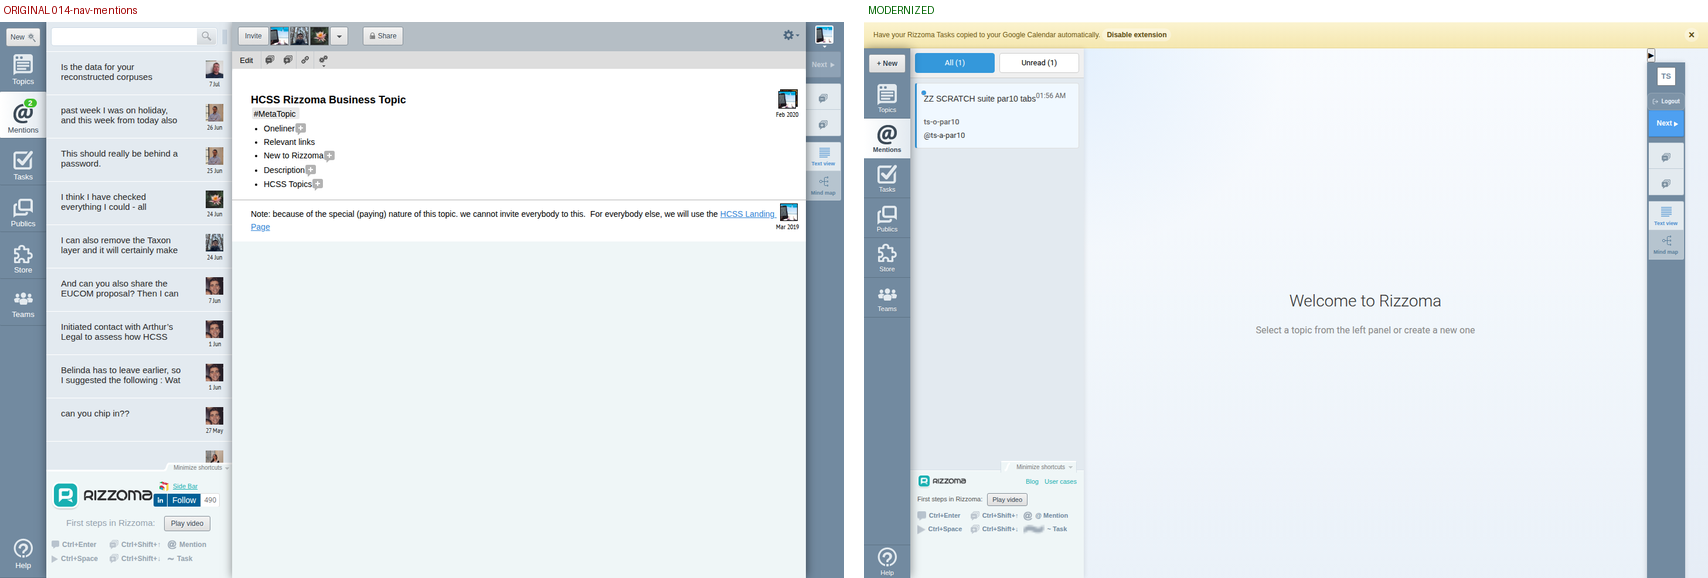 ORIGINAL 014-nav-mentions
New
Topics
2
Mentions
Tasks
Publics
Store
Teams
Help
Is the data for your
reconstructed corpuses
7 Jul
past week I was on holiday,
and this week from today also
26 Jun
This should really be behind a
password.
25 Jun
I think I have checked
everything I could - all
24 Jun
I can also remove the Taxon
layer and it will certainly make
24 Jun
And can you also share the
EUCOM proposal? Then I can
7 Jun
Initiated contact with Arthur's
Legal to assess how HCSS
1 Jun
Belinda has to leave earlier, so
I suggested the following : Wat
1 Jun
can you chip in??
27 May
Minimize shortcuts
Side Bar
RIZZOMA
in Follow 490
First steps in Rizzoma: Play video
Ctrl+Enter Ctrl+Shift+↑ @ Mention
Ctrl+Space Ctrl+Shift+↓ ~ Task
Invite
Share
Edit
HCSS Rizzoma Business Topic
Feb 2020
#MetaTopic
• Oneliner
• Relevant links
• New to Rizzoma
• Description
• HCSS Topics
Note: because of the special (paying) nature of this topic. we cannot invite everybody to this. For everybody else, we will use the HCSS Landing
Page
Mar 2019
Next
Text view
Mind map
MODERNIZED
Have your Rizzoma Tasks copied to your Google Calendar automatically. Disable extension
+ New
Topics
@
Mentions
Tasks
Publics
Store
Teams
Help
All (1)
Unread (1)
ZZ SCRATCH suite par10 tabs 01:56 AM
ts-o-par10
@ts-a-par10
Minimize shortcuts
RIZZOMA Blog User cases
First steps in Rizzoma: Play video
Ctrl+Enter Ctrl+Shift+↑ @ @ Mention
Ctrl+Space Ctrl+Shift+↓ ~ Task
Welcome to Rizzoma
Select a topic from the left panel or create a new one
TS
Logout
Next
Text view
Mind map